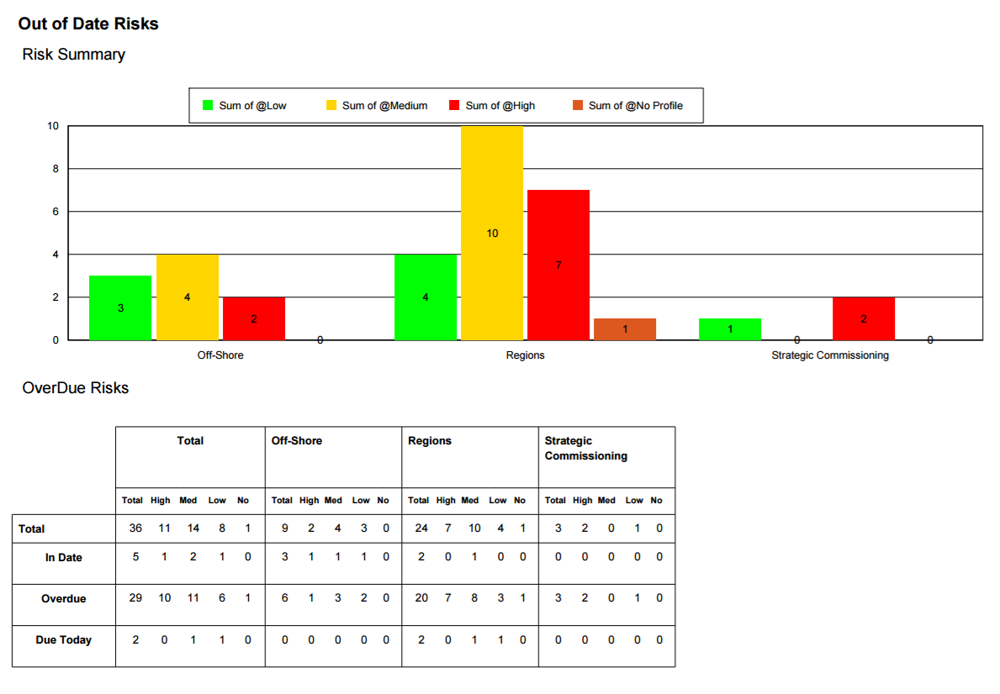 Out of Date Risks
Risk Summary
Sum of @Low Sum of @Medium Sum of @High Sum of @No Profile
10
8
6
4
2
0
3 4 2 0 4 10 7 1 1 0 2 0
Off-Shore Regions Strategic Commissioning
OverDue Risks
Total Off-Shore Regions Strategic
Commissioning
Total High Med Low No Total High Med Low No Total High Med Low No Total High Med Low No
Total 36 11 14 8 1 9 2 4 3 0 24 7 10 4 1 3 2 0 1 0
In Date 5 1 2 1 0 3 1 1 1 0 2 0 1 0 0 0 0 0 0 0
Overdue 29 10 11 6 1 6 1 3 2 0 20 7 8 3 1 3 2 0 1 0
Due Today 2 0 1 1 0 0 0 0 0 0 2 0 1 1 0 0 0 0 0 0